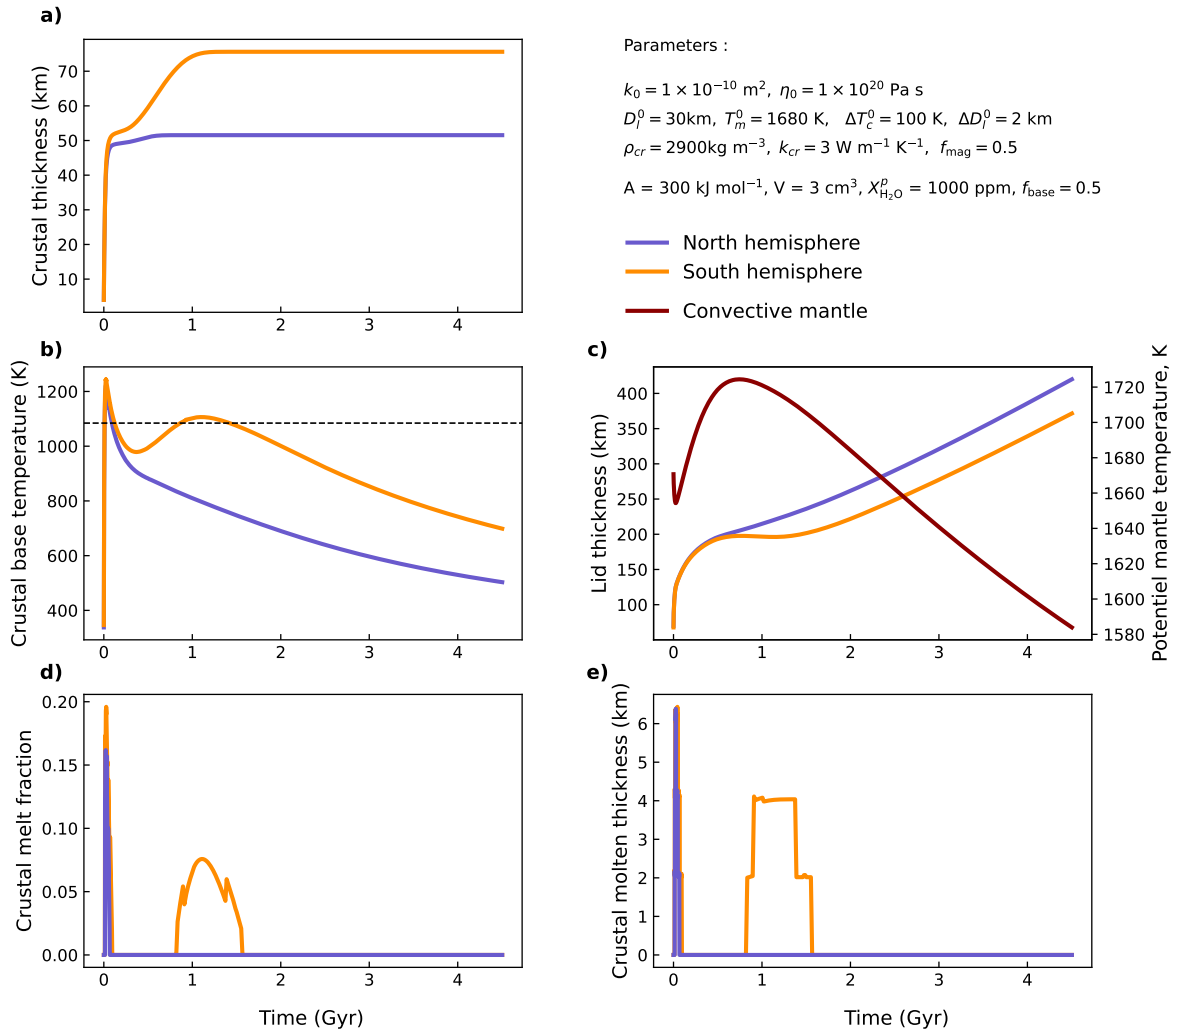 a)
Crustal thickness (km)
70
60
50
40
30
20
10
0 1 2 3 4
Parameters :
k₀ = 1 × 10⁻¹⁰ m², η₀ = 1 × 10²⁰ Pa s
D_l⁰ = 30km, T_m⁰ = 1680 K, ΔT_c⁰ = 100 K, ΔD_l⁰ = 2 km
ρ_cr = 2900kg m⁻³, k_cr = 3 W m⁻¹ K⁻¹, f_mag = 0.5
A = 300 kJ mol⁻¹, V = 3 cm³, X_H₂O^p = 1000 ppm, f_base = 0.5
North hemisphere
South hemisphere
Convective mantle
b)
Crustal base temperature (K)
1200
1000
800
600
400
0 1 2 3 4
c)
Lid thickness (km)
400
350
300
250
200
150
100
0 1 2 3 4
Potentiel mantle temperature, K
1720
1700
1680
1660
1640
1620
1600
1580
d)
Crustal melt fraction
0.20
0.15
0.10
0.05
0.00
0 1 2 3 4
Time (Gyr)
e)
Crustal molten thickness (km)
6
5
4
3
2
1
0
0 1 2 3 4
Time (Gyr)